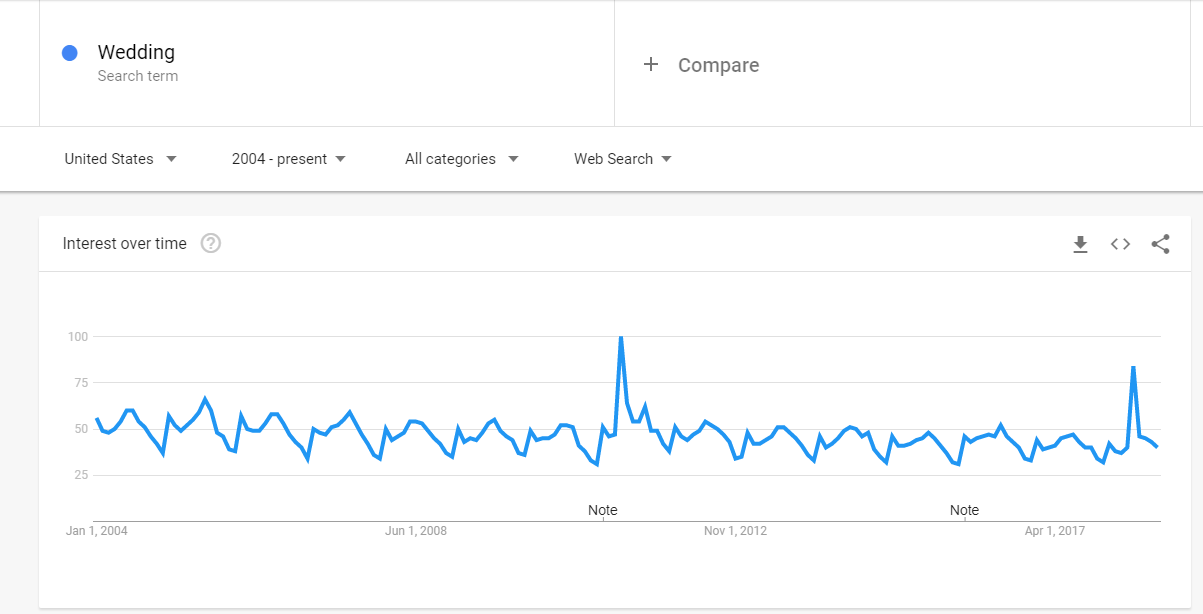 Wedding
Search term
+ Compare
United States
2004 - present
All categories
Web Search
Interest over time ?
100
75
50
25
Note
Note
Jan 1, 2004
Jun 1, 2008
Nov 1, 2012
Apr 1, 2017